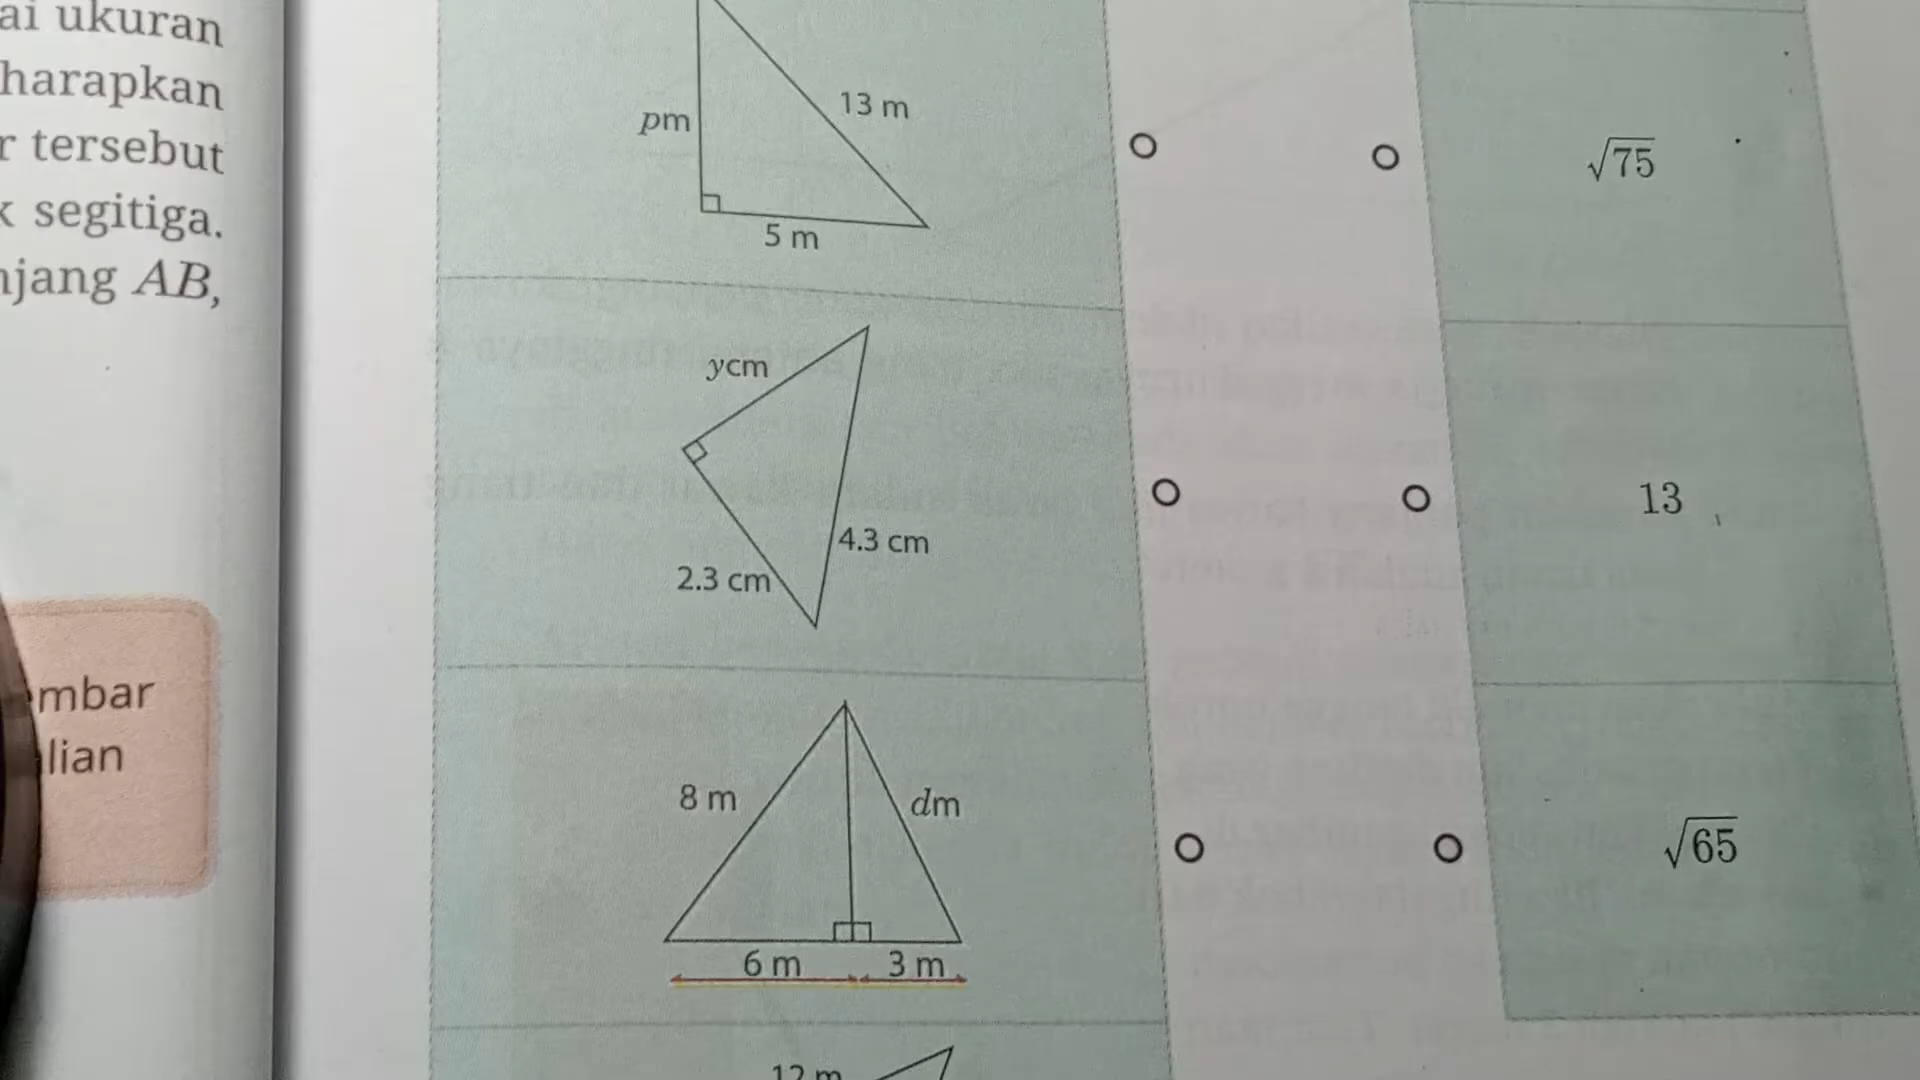 ai ukuran
harapkan
r tersebut
k segitiga.
njang AB,
mbar
lian
pm
13 m
5 m
ycm
4.3 cm
2.3 cm
8 m
dm
6 m
3 m
12 m
√75
13
√65